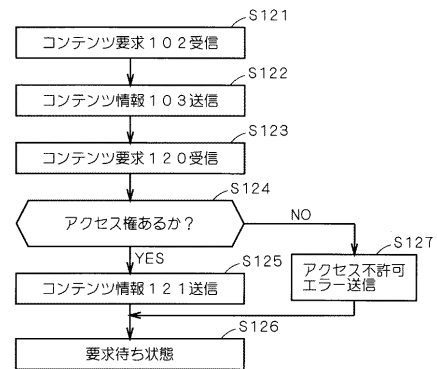 S121
コンテンツ要求102受信
S122
コンテンツ情報103送信
S123
コンテンツ要求120受信
S124
アクセス権あるか？
NO
YES
S125
コンテンツ情報121送信
S127
アクセス不許可
エラー送信
S126
要求待ち状態